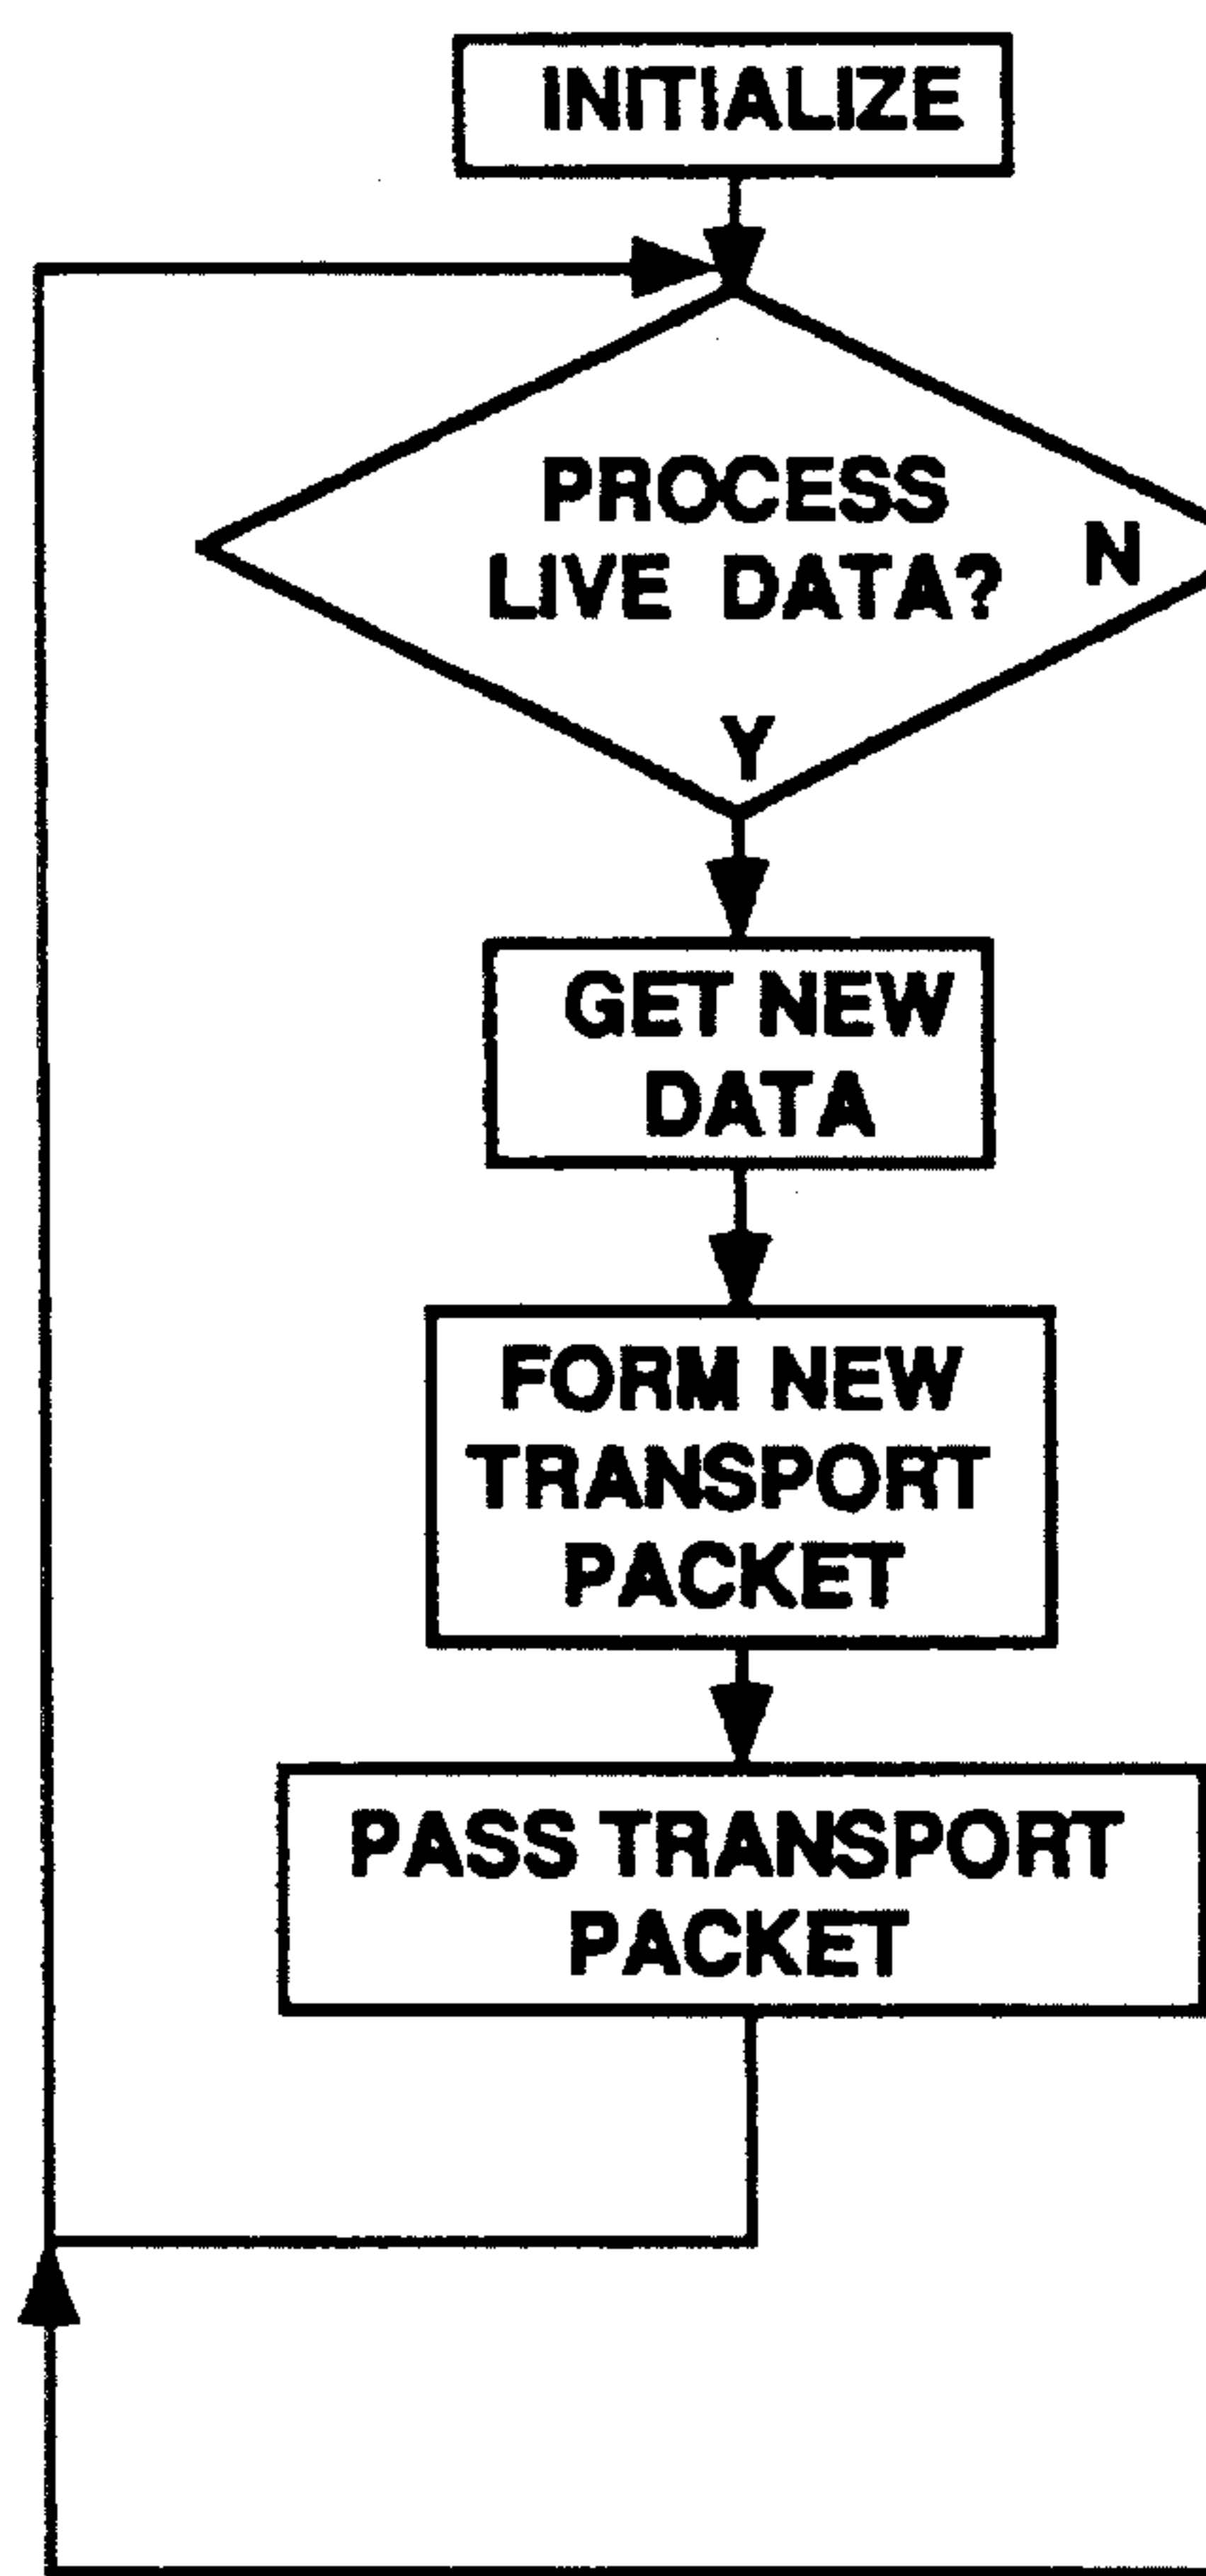 INITIALIZE
PROCESS
LIVE DATA?
N
Y
GET NEW
DATA
FORM NEW
TRANSPORT
PACKET
PASS TRANSPORT
PACKET